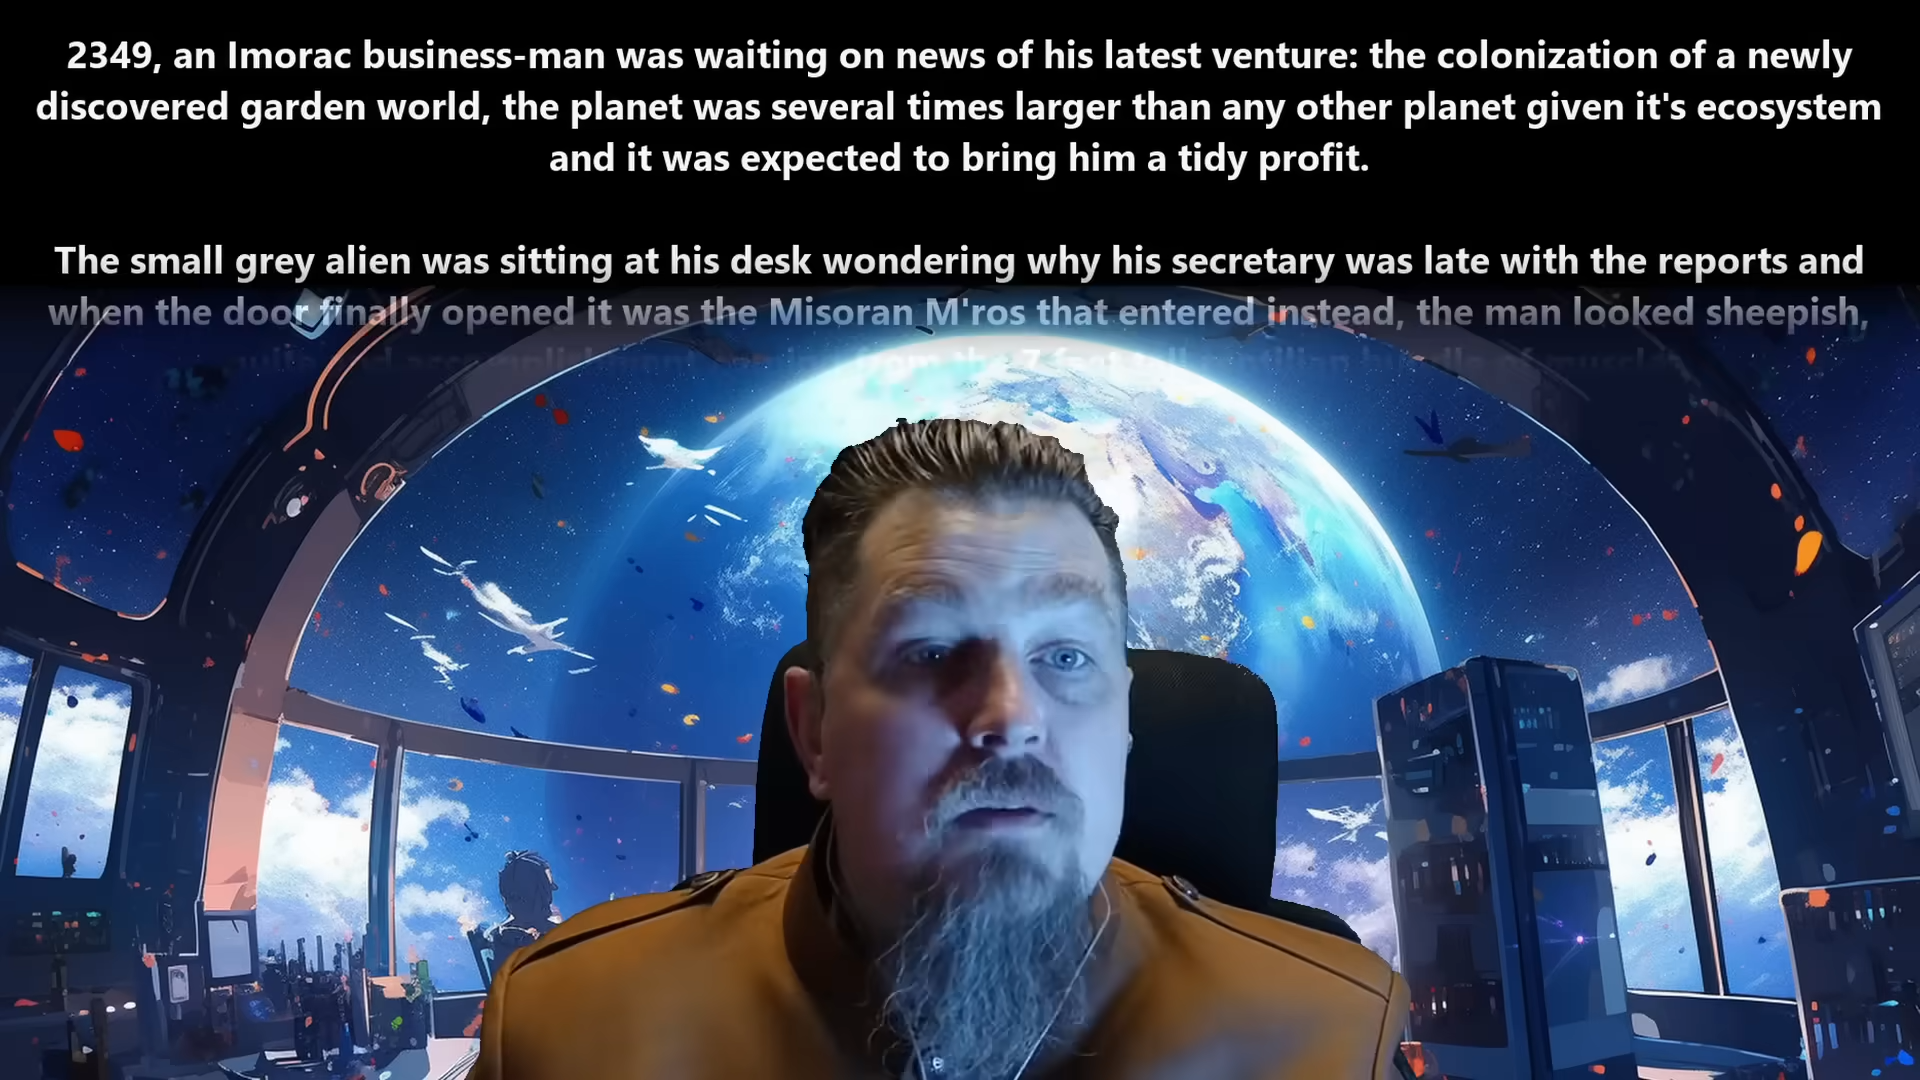 2349, an Imorac business-man was waiting on news of his latest venture: the colonization of a newly
discovered garden world, the planet was several times larger than any other planet given it's ecosystem
and it was expected to bring him a tidy profit.
The small grey alien was sitting at his desk wondering why his secretary was late with the reports and
when the door finally opened it was the Misoran M'ros that entered instead, the man looked sheepish,